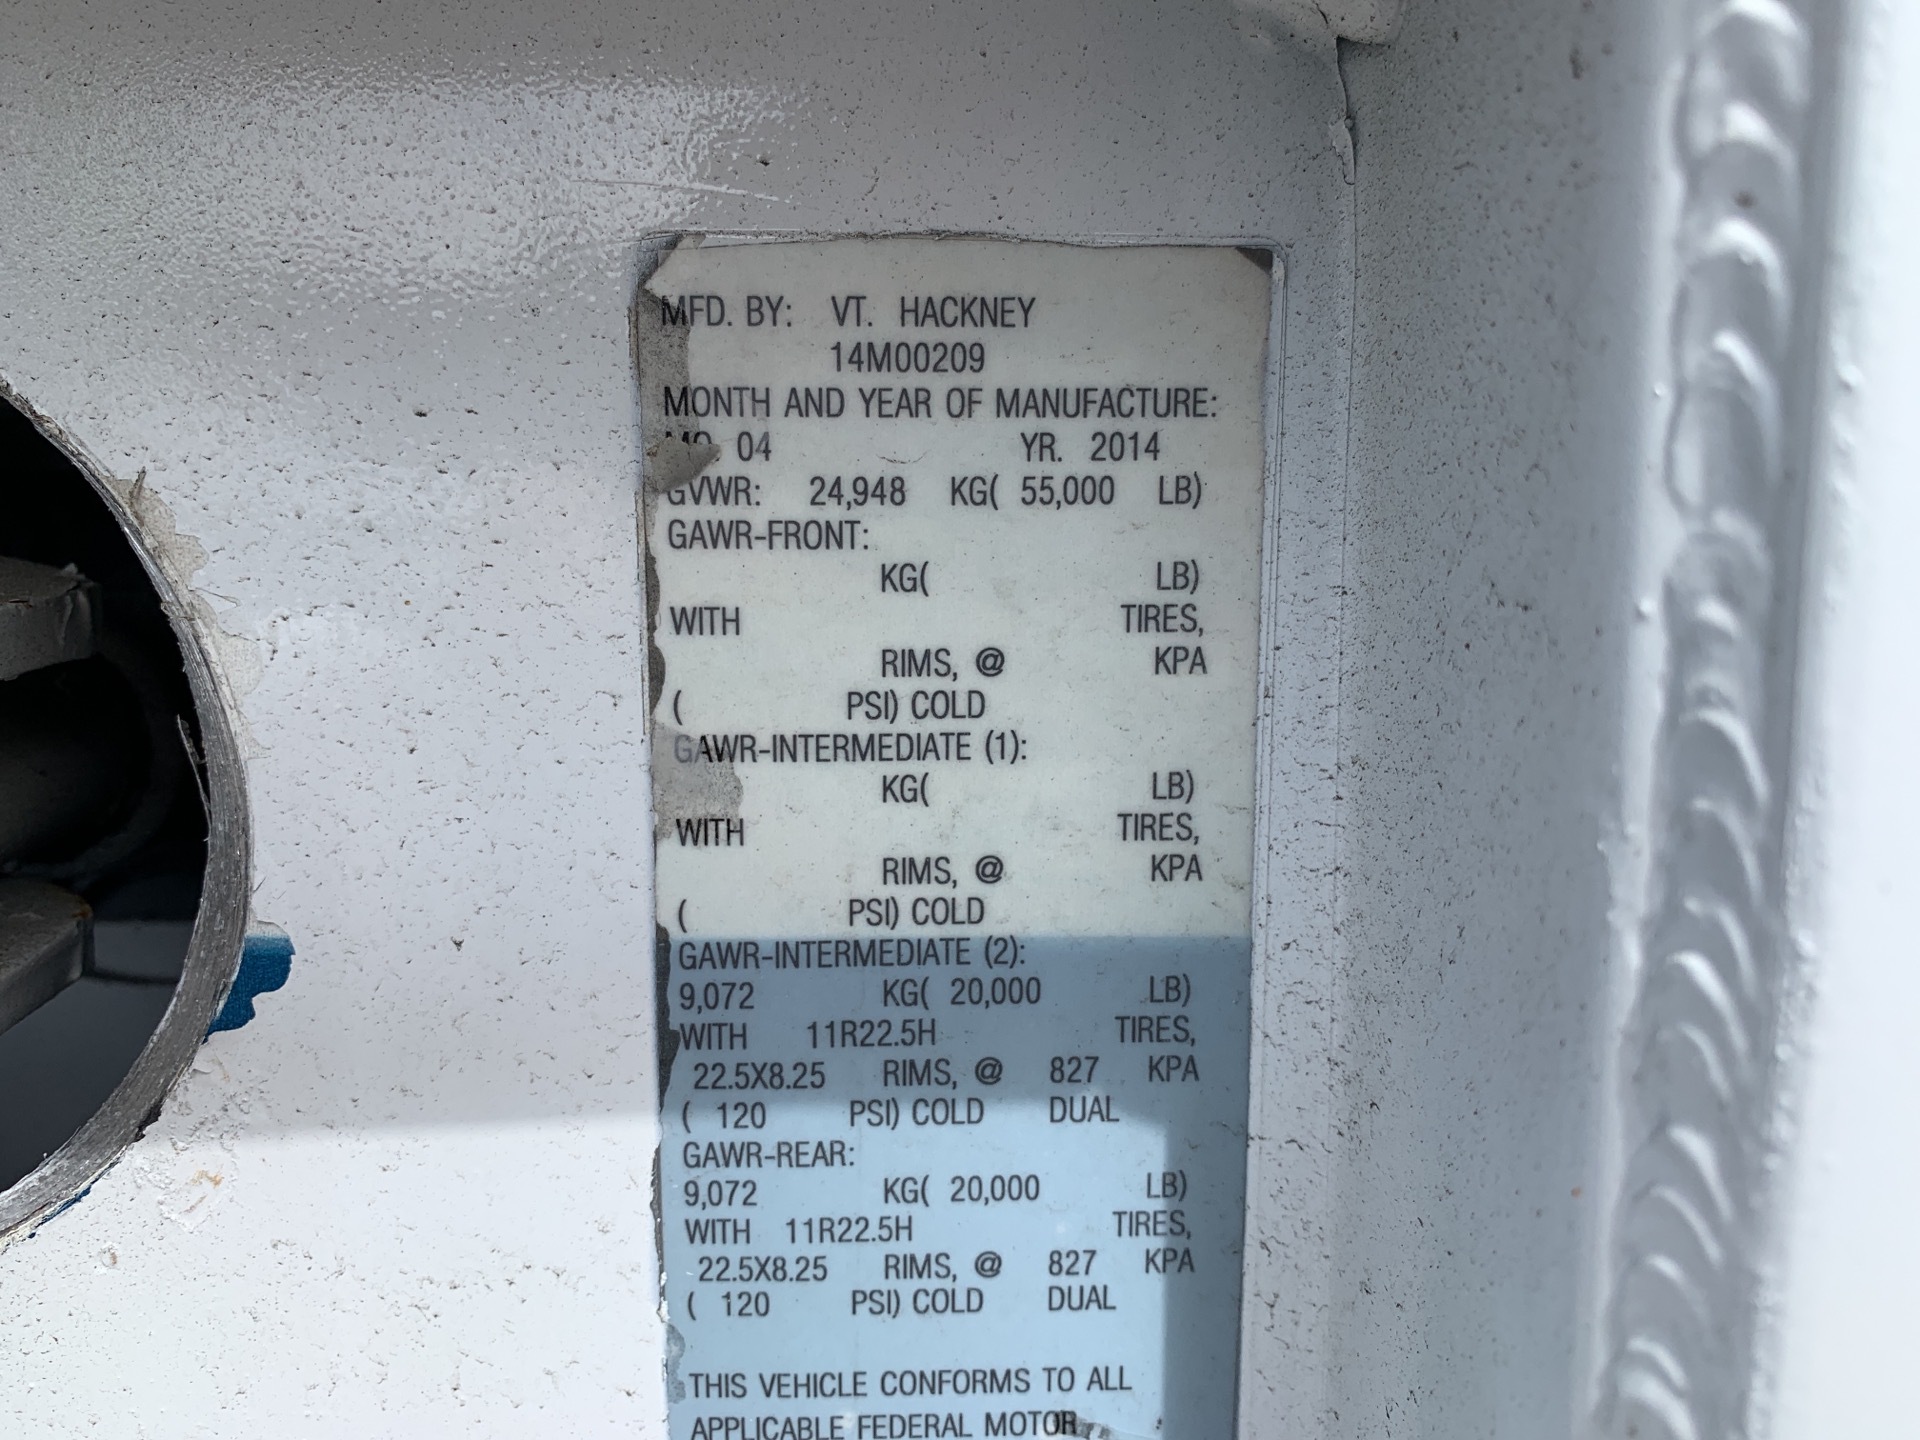 MFD. BY: VT. HACKNEY
14M00209
MONTH AND YEAR OF MANUFACTURE:
MO. 04 YR. 2014
GVWR: 24,948 KG( 55,000 LB)
GAWR-FRONT:
KG( LB)
WITH TIRES,
RIMS, @ KPA
( PSI) COLD
GAWR-INTERMEDIATE (1):
KG( LB)
WITH TIRES,
RIMS, @ KPA
( PSI) COLD
GAWR-INTERMEDIATE (2):
9,072 KG( 20,000 LB)
WITH 11R22.5H TIRES,
22.5X8.25 RIMS, @ 827 KPA
( 120 PSI) COLD DUAL
GAWR-REAR:
9,072 KG( 20,000 LB)
WITH 11R22.5H TIRES,
22.5X8.25 RIMS, @ 827 KPA
( 120 PSI) COLD DUAL
THIS VEHICLE CONFORMS TO ALL
APPLICABLE FEDERAL MOTOR